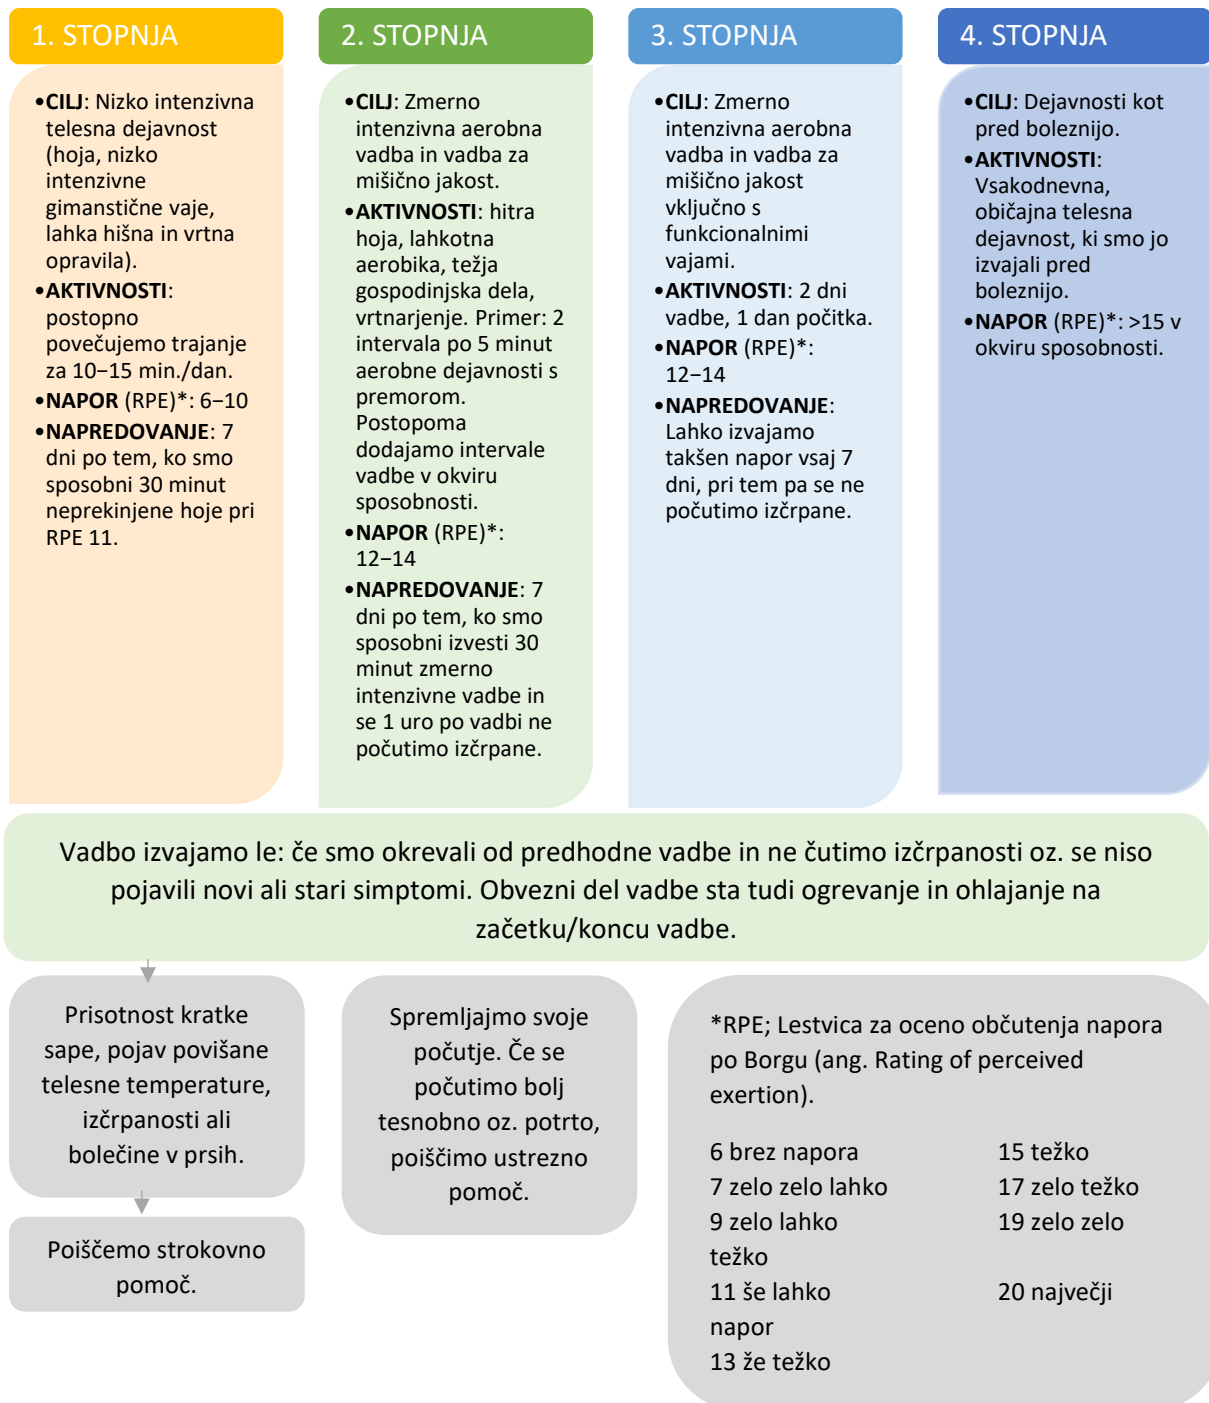 1. STOPNJA
•CILJ: Nizko intenzivna
telesna dejavnost
(hoja, nizko
intenzivne
gimanstične vaje,
lahka hišna in vrtna
opravila).
•AKTIVNOSTI:
postopno
povečujemo trajanje
za 10−15 min./dan.
•NAPOR (RPE)*: 6−10
•NAPREDOVANJE: 7
dni po tem, ko smo
sposobni 30 minut
neprekinjene hoje pri
RPE 11.
2. STOPNJA
•CILJ: Zmerno
intenzivna aerobna
vadba in vadba za
mišično jakost.
•AKTIVNOSTI: hitra
hoja, lahkotna
aerobika, težja
gospodinjska dela,
vrtnarjenje. Primer: 2
intervala po 5 minut
aerobne dejavnosti s
premorom.
Postopoma
dodajamo intervale
vadbe v okviru
sposobnosti.
•NAPOR (RPE)*:
12−14
•NAPREDOVANJE: 7
dni po tem, ko smo
sposobni izvesti 30
minut zmerno
intenzivne vadbe in
se 1 uro po vadbi ne
počutimo izčrpane.
3. STOPNJA
•CILJ: Zmerno
intenzivna aerobna
vadba in vadba za
mišično jakost
vključno s
funkcionalnimi
vajami.
•AKTIVNOSTI: 2 dni
vadbe, 1 dan počitka.
•NAPOR (RPE)*:
12−14
•NAPREDOVANJE:
Lahko izvajamo
takšen napor vsaj 7
dni, pri tem pa se ne
počutimo izčrpane.
4. STOPNJA
•CILJ: Dejavnosti kot
pred boleznijo.
•AKTIVNOSTI:
Vsakodnevna,
običajna telesna
dejavnost, ki smo jo
izvajali pred
boleznijo.
•NAPOR (RPE)*: >15 v
okviru sposobnosti.
Vadbo izvajamo le: če smo okrevali od predhodne vadbe in ne čutimo izčrpanosti oz. se niso
pojavili novi ali stari simptomi. Obvezni del vadbe sta tudi ogrevanje in ohlajanje na
začetku/koncu vadbe.
Prisotnost kratke
sape, pojav povišane
telesne temperature,
izčrpanosti ali
bolečine v prsih.
Poiščemo strokovno
pomoč.
Spremljajmo svoje
počutje. Če se
počutimo bolj
tesnobno oz. potrto,
poiščimo ustrezno
pomoč.
*RPE; Lestvica za oceno občutenja napora
po Borgu (ang. Rating of perceived
exertion).
6 brez napora 15 težko
7 zelo zelo lahko 17 zelo težko
9 zelo lahko 19 zelo zelo
težko
11 še lahko 20 največji
napor
13 že težko